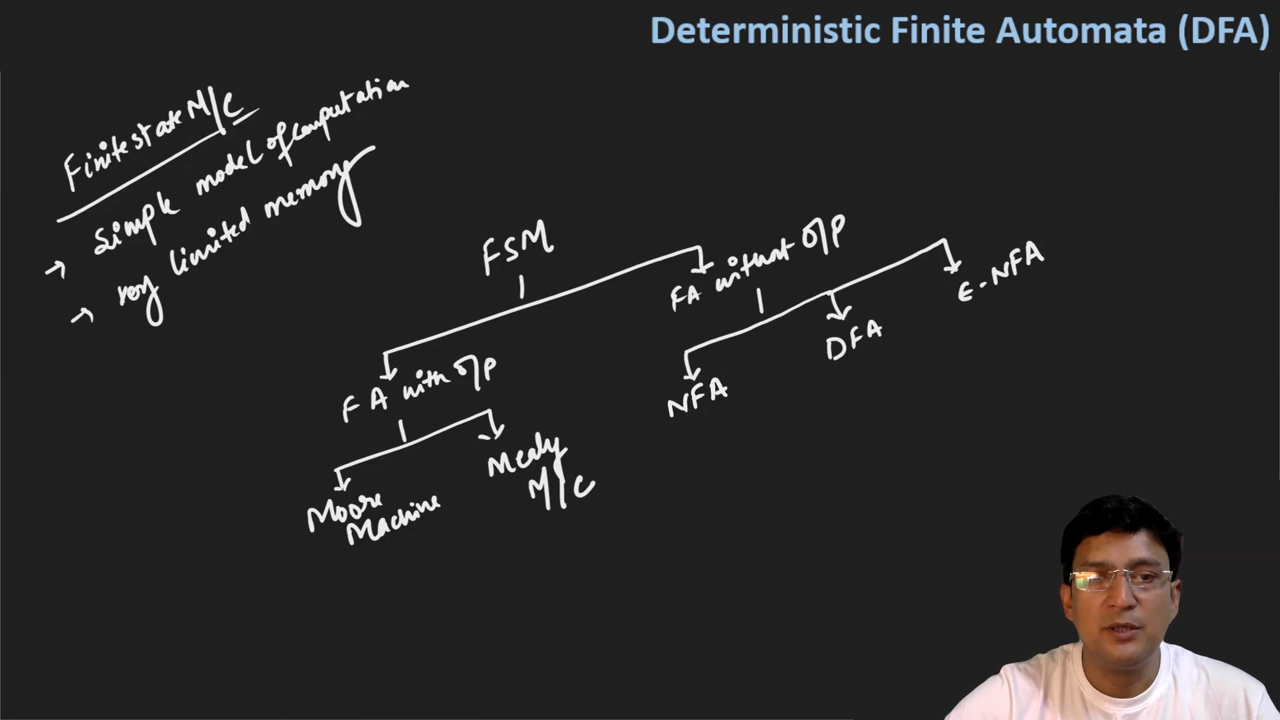 Deterministic Finite Automata (DFA)
Finite state M/C
→ Simple model of computation
→ very limited memory
FSM
FA with o/p
FA without o/p
Moore
Machine
Mealy
M/C
NFA
DFA
ε-NFA